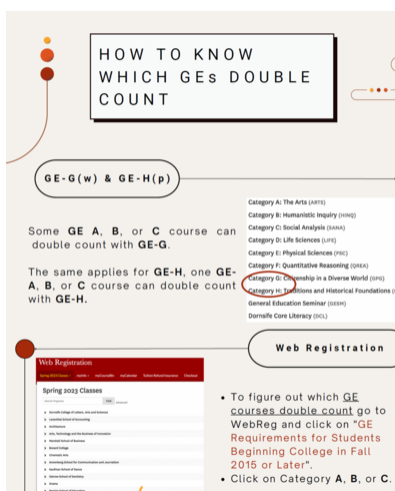 HOW TO KNOW
WHICH GEs DOUBLE
COUNT
GE-G(w) & GE-H(p)
Some GE A, B, or C course can
double count with GE-G.
The same applies for GE-H, one GE-
A, B, or C course can double count
with GE-H.
Category A: The Arts (ARTS)
Category B: Humanistic Inquiry (HINQ)
Category C: Social Analysis (SANA)
Category D: Life Sciences (LIFE)
Category E: Physical Sciences (PSC)
Category F: Quantitative Reasoning (QREA)
Category G: Citizenship in a Diverse World (GPG)
Category H: Traditions and Historical Foundations (
General Education Seminar (GESM)
Dornsife Core Literacy (DCL)
Web Registration
Web Registration
Spring 2023 Classes
To figure out which GE
courses double count go to
WebReg and click on "GE
Requirements for Students
Beginning College in Fall
2015 or Later".
Click on Category A, B, or C.